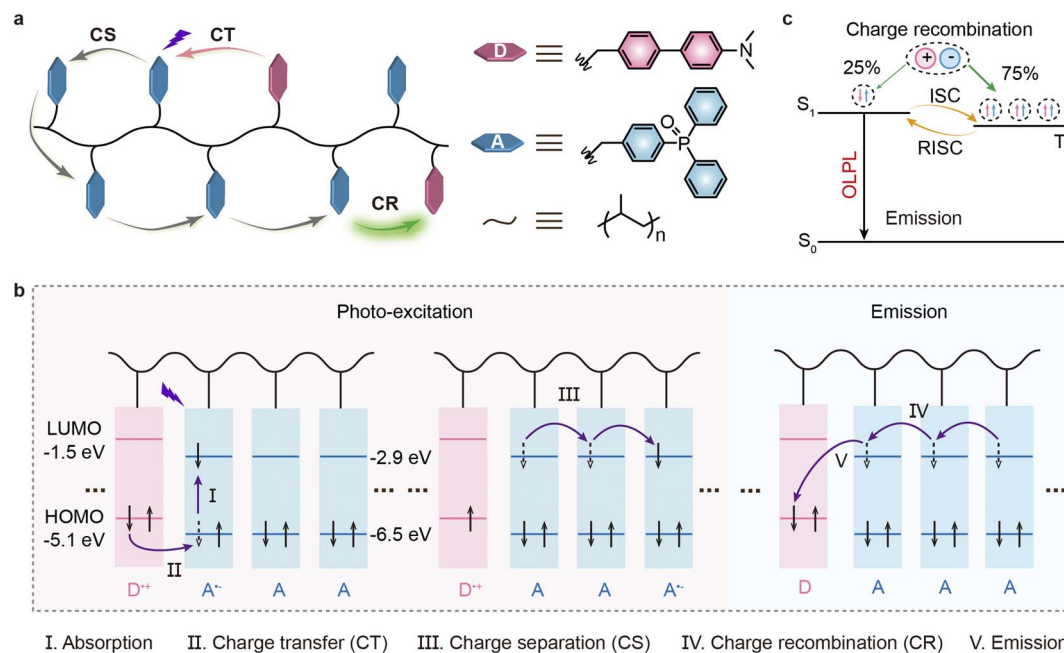 a
CS
CT
CR
D
N
A
O
P
n
c
Charge recombination
+ -
25%
75%
S1
ISC
RISC
T
OLPL
Emission
S0
b
Photo-excitation
Emission
III
IV
LUMO
-1.5 eV
-2.9 eV
V
I
... ... ... ... ...
HOMO
-5.1 eV
-6.5 eV
II
D•+ A•- A A
D•+ A A A•-
D A A A
I. Absorption II. Charge transfer (CT) III. Charge separation (CS) IV. Charge recombination (CR) V. Emission